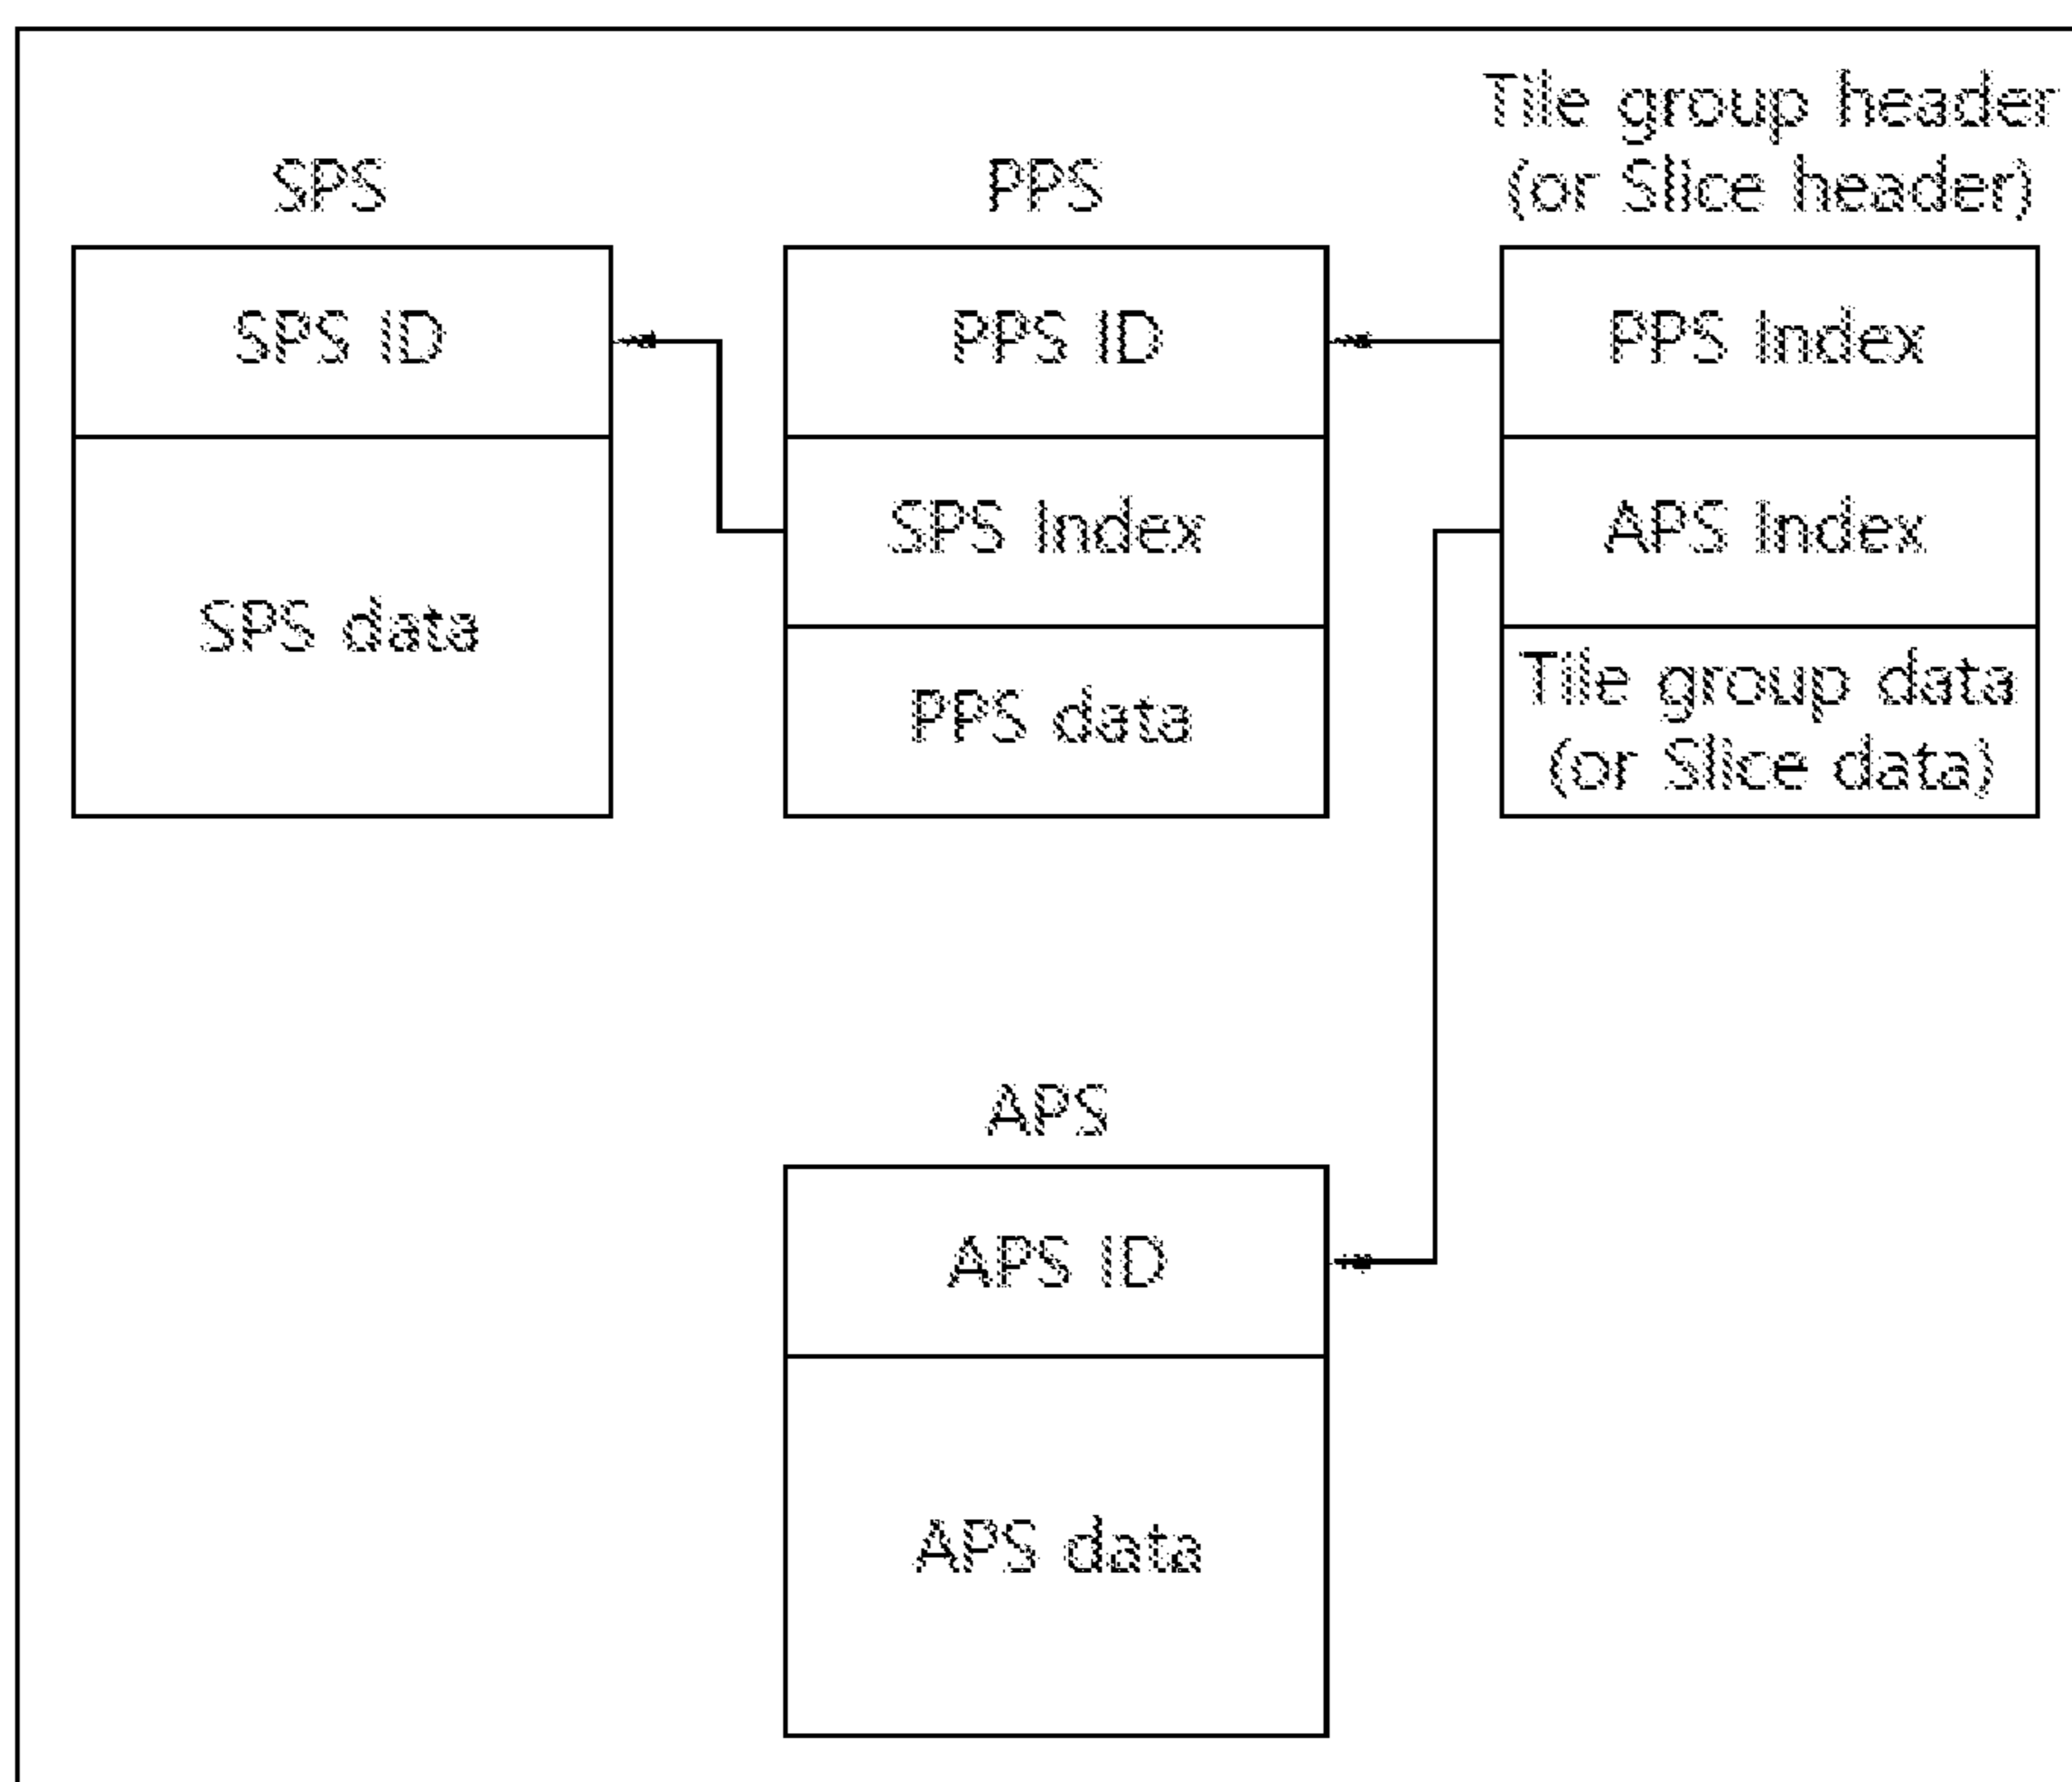 SPS
SPS ID
SPS data
PPS
PPS ID
SPS Index
PPS data
Tile group header
(or Slice header)
PPS Index
APS Index
Tile group data
(or Slice data)
APS
APS ID
APS data